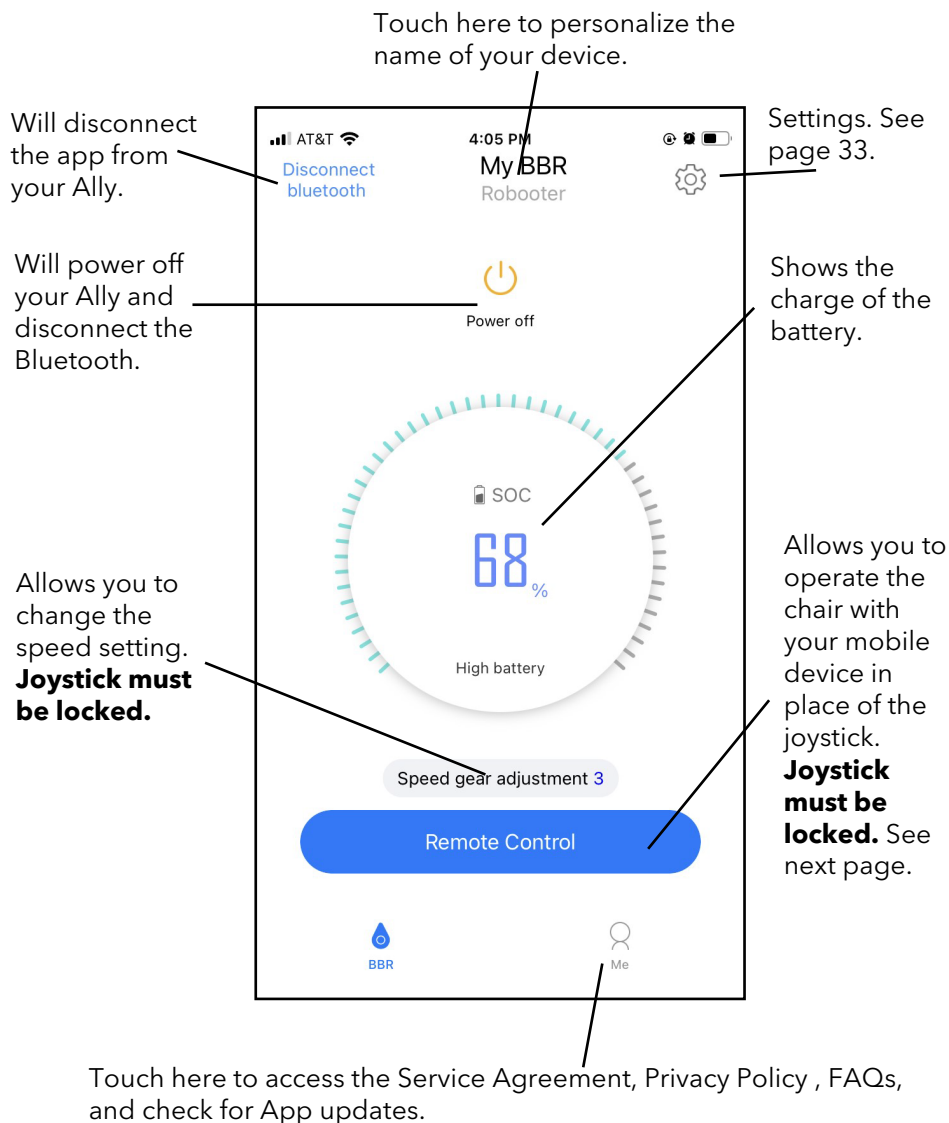 Touch here to personalize the
name of your device.
Will disconnect
the app from
your Ally.
Settings. See
page 33.
AT&T
4:05 PM
Disconnect
bluetooth
My BBR
Robooter
Will power off
your Ally and
disconnect the
Bluetooth.
Power off
Shows the
charge of the
battery.
SOC
68%
High battery
Allows you to
change the
speed setting.
Joystick must
be locked.
Allows you to
operate the
chair with
your mobile
device in
place of the
joystick.
Joystick
must be
locked. See
next page.
Speed gear adjustment 3
Remote Control
BBR
Me
Touch here to access the Service Agreement, Privacy Policy , FAQs,
and check for App updates.